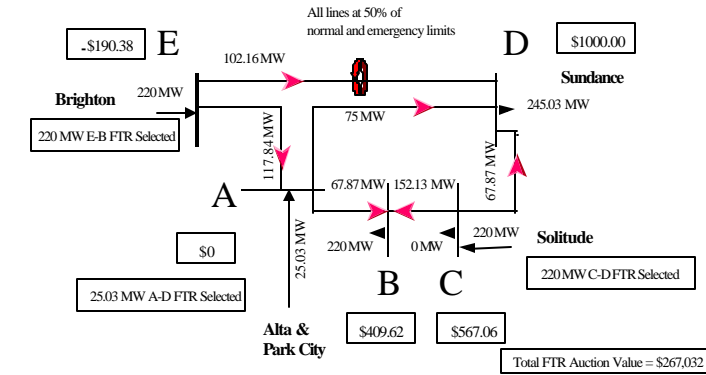 All lines at 50% of
normal and emergency limits
-$190.38
E
D
$1000.00
102.16 MW
Sundance
Brighton
220 MW
245.03 MW
75 MW
220 MW E-B FTR Selected
117.84 MW
67.87 MW
A
67.87 MW
152.13 MW
220 MW
Solitude
220 MW
0 MW
$0
25.03 MW
220 MW C-D FTR Selected
B
C
25.03 MW A-D FTR Selected
Alta &
Park City
$409.62
$567.06
Total FTR Auction Value = $267,032